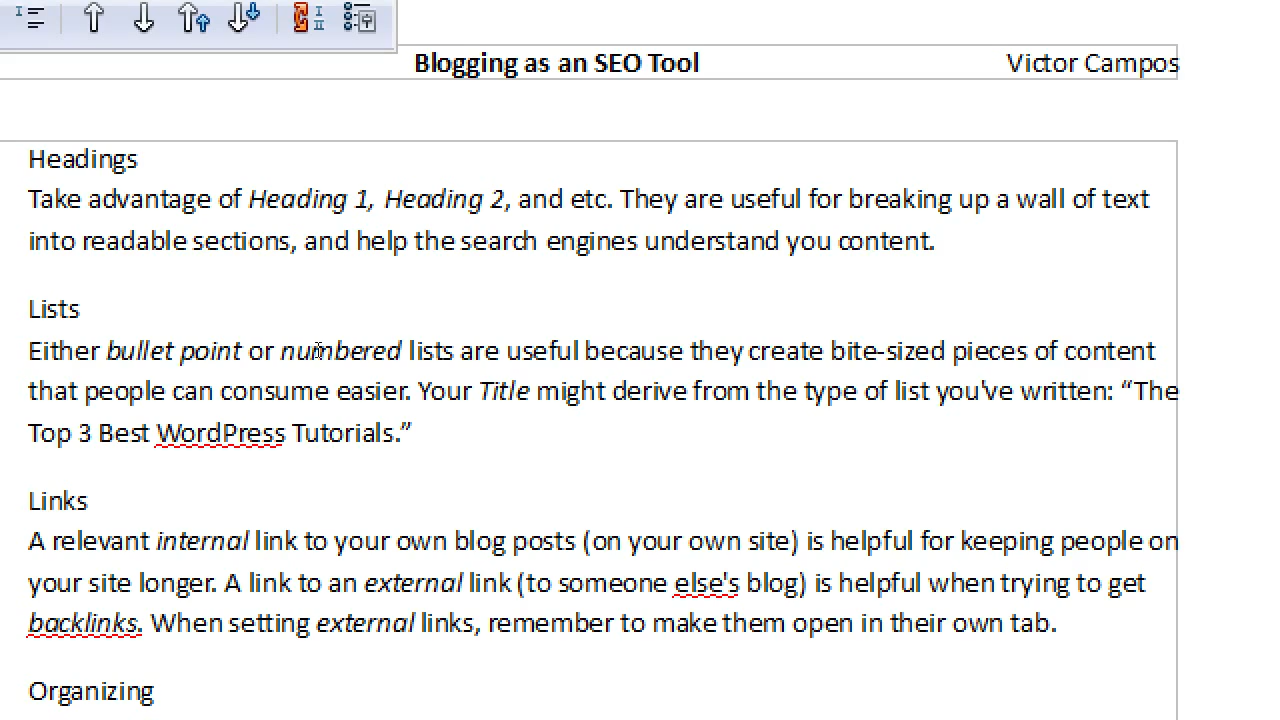 Blogging as an SEO Tool Victor Campos
Headings
Take advantage of Heading 1, Heading 2, and etc. They are useful for breaking up a wall of text
into readable sections, and help the search engines understand you content.
Lists
Either bullet point or numbered lists are useful because they create bite-sized pieces of content
that people can consume easier. Your Title might derive from the type of list you've written: “The
Top 3 Best WordPress Tutorials.”
Links
A relevant internal link to your own blog posts (on your own site) is helpful for keeping people on
your site longer. A link to an external link (to someone else's blog) is helpful when trying to get
backlinks. When setting external links, remember to make them open in their own tab.
Organizing